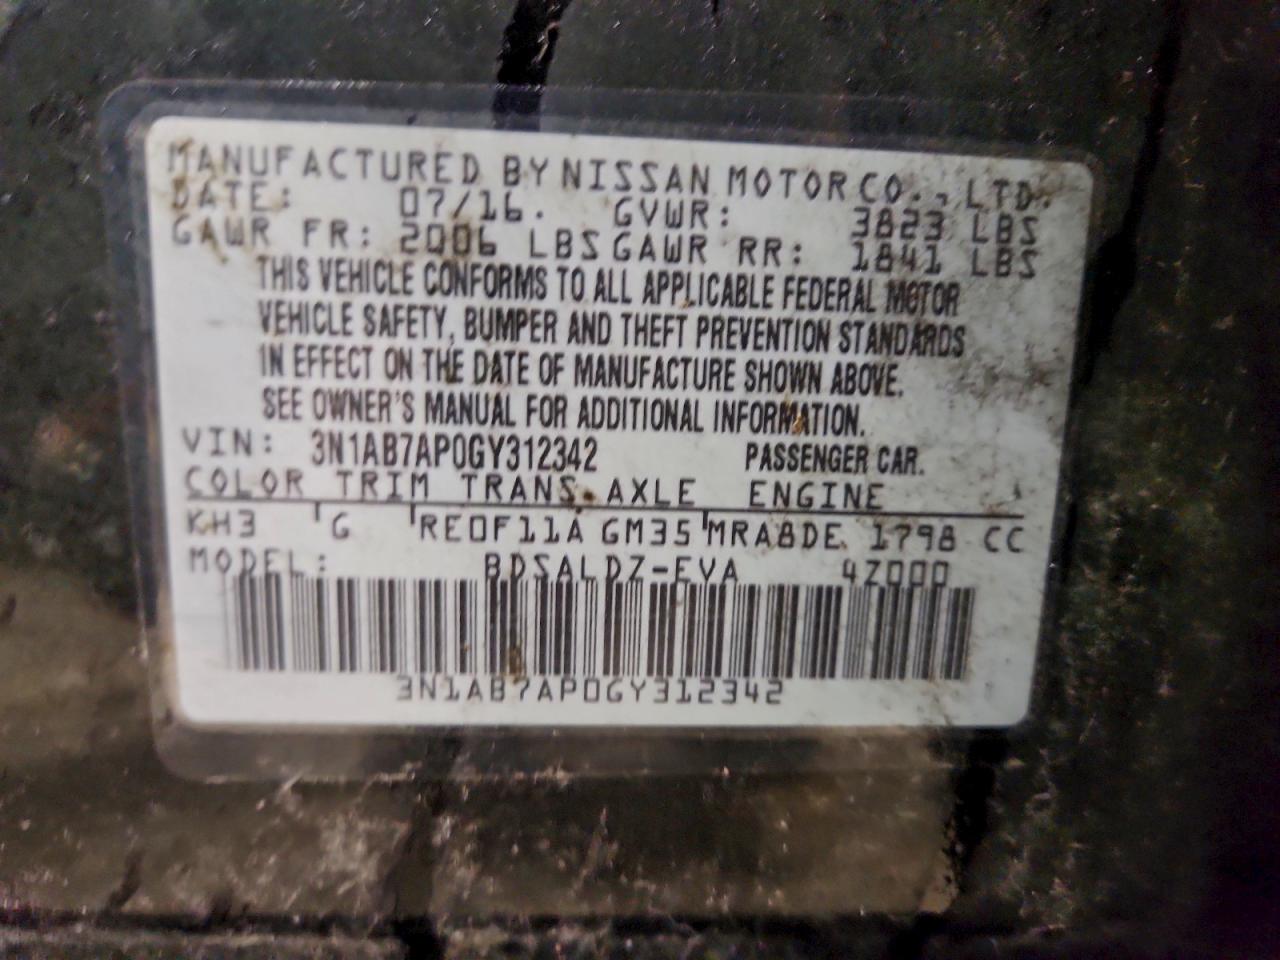 MANUFACTURED BY NISSAN MOTOR CO., LTD.
DATE: 07/16. GVWR: 3823 LBS
GAWR FR: 2006 LBS GAWR RR: 1841 LBS
THIS VEHICLE CONFORMS TO ALL APPLICABLE FEDERAL MOTOR
VEHICLE SAFETY, BUMPER AND THEFT PREVENTION STANDARDS
IN EFFECT ON THE DATE OF MANUFACTURE SHOWN ABOVE.
SEE OWNER'S MANUAL FOR ADDITIONAL INFORMATION.
VIN: 3N1AB7AP0GY312342 PASSENGER CAR.
COLOR TRIM TRANS. AXLE ENGINE
KH3 G RE0F11A GM35 MRA8DE 1798 CC
MODEL: BDSALDZ-EVA 4Z000
3N1AB7AP0GY312342